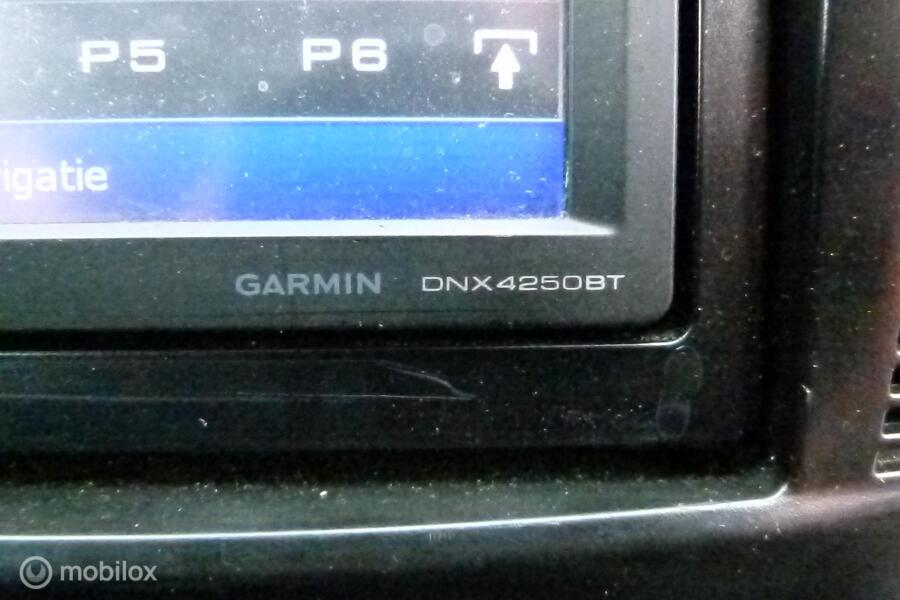 P5 P6
igatie
GARMIN DNX4250BT
mobilox